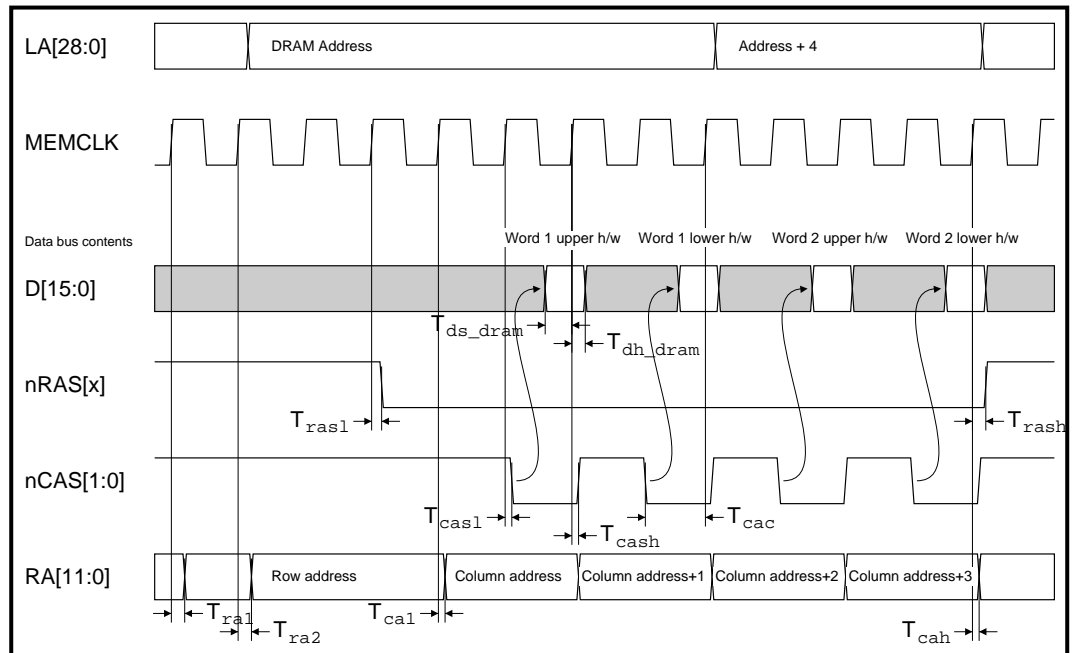 LA[28:0]
DRAM Address
Address + 4
MEMCLK
Data bus contents
Word 1 upper h/w
Word 1 lower h/w
Word 2 upper h/w
Word 2 lower h/w
D[15:0]
Tds_dram
Tdh_dram
nRAS[x]
Trasl
Trash
nCAS[1:0]
Tcasl
Tcash
Tcac
RA[11:0]
Row address
Column address
Column address+1
Column address+2
Column address+3
Tra1
Tra2
Tca1
Tcah